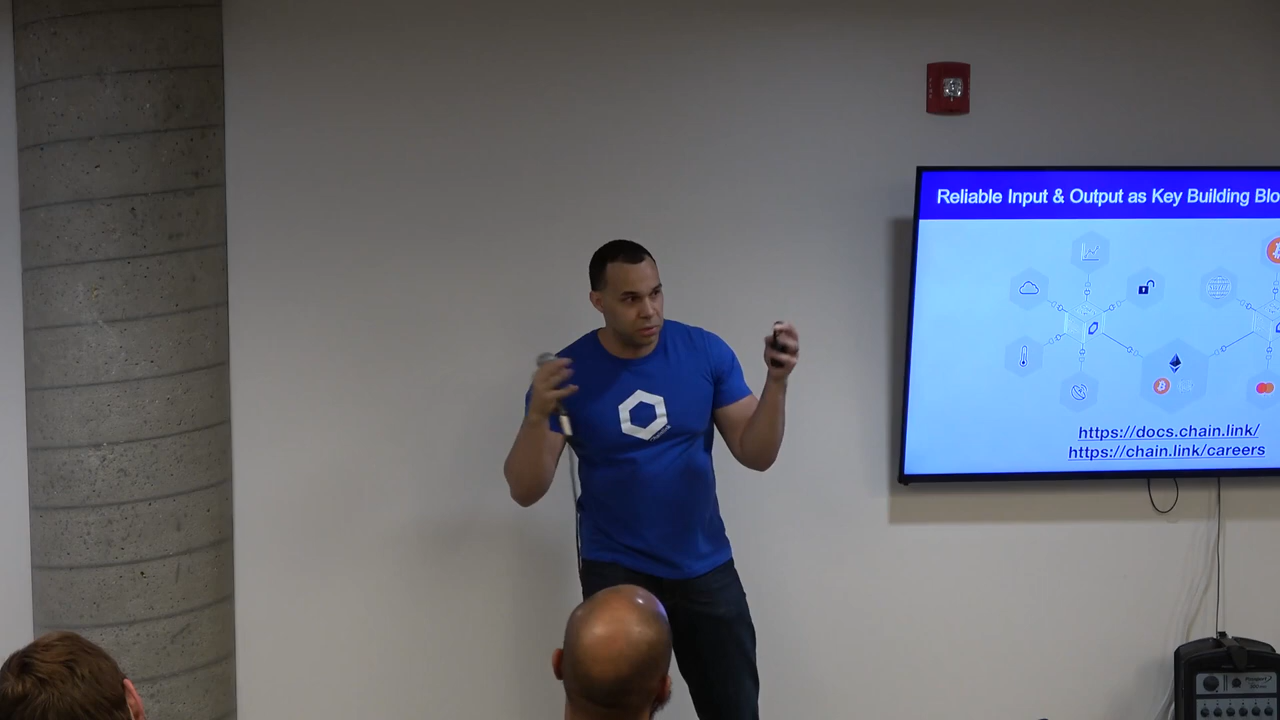 Reliable Input & Output as Key Building Blo
https://docs.chain.link/
https://chain.link/careers